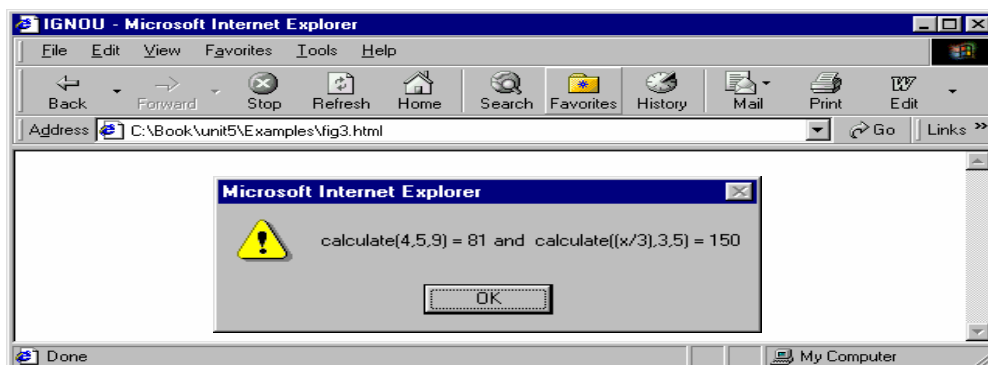 IGNOU - Microsoft Internet Explorer
File Edit View Favorites Tools Help
Back Forward Stop Refresh Home Search Favorites History Mail Print Edit
Address C:\Book\unit5\Examples\fig3.html Go Links »
Microsoft Internet Explorer
calculate(4,5,9) = 81 and calculate((x/3),3,5) = 150
OK
Done My Computer